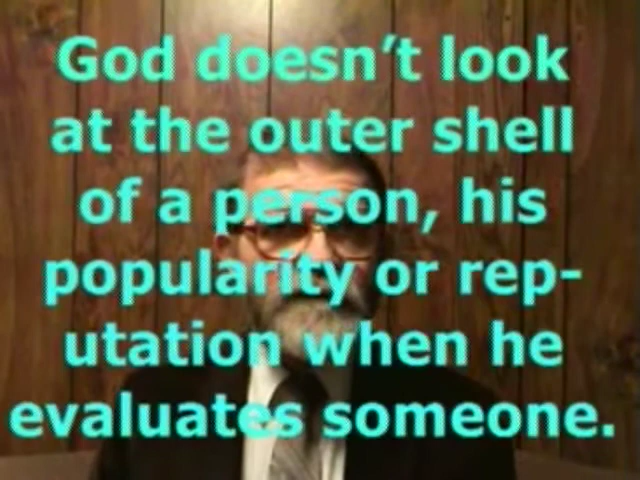 God doesn't look
at the outer shell
of a person, his
popularity or rep-
utation when he
evaluates someone.